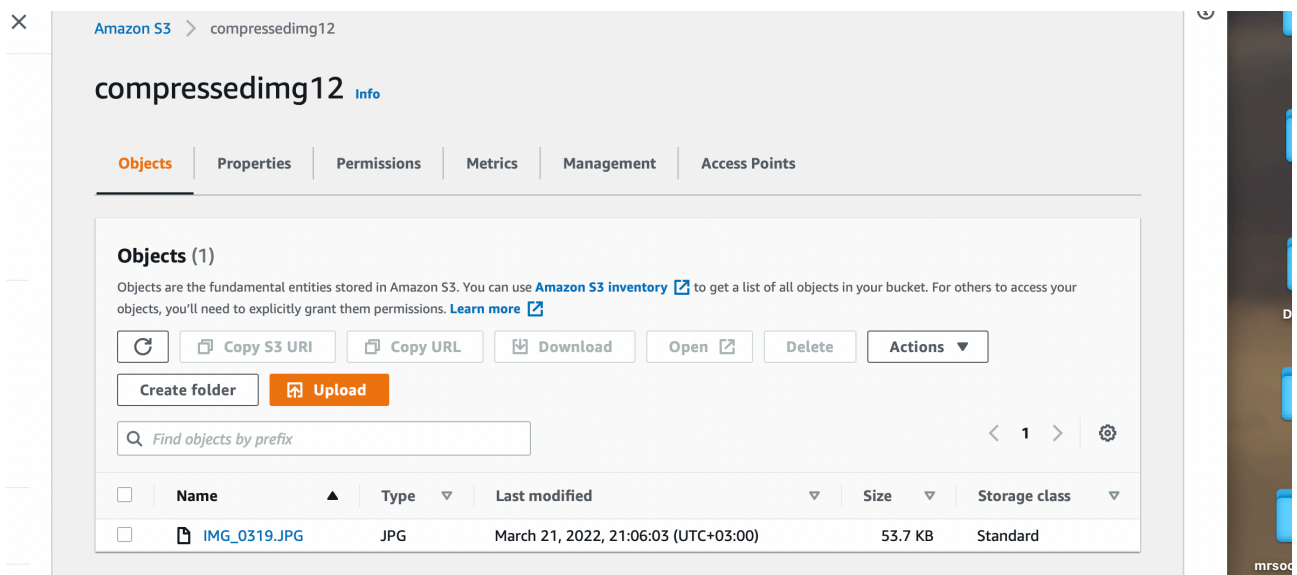 Amazon S3 > compressedimg12
compressedimg12 Info
Objects Properties Permissions Metrics Management Access Points
Objects (1)
Objects are the fundamental entities stored in Amazon S3. You can use Amazon S3 inventory to get a list of all objects in your bucket. For others to access your
objects, you'll need to explicitly grant them permissions. Learn more
Copy S3 URI Copy URL Download Open Delete Actions
Create folder Upload
Find objects by prefix 1
Name Type Last modified Size Storage class
IMG_0319.JPG JPG March 21, 2022, 21:06:03 (UTC+03:00) 53.7 KB Standard